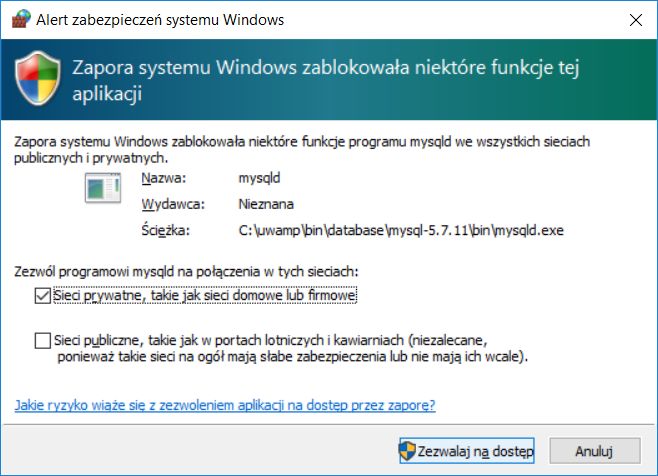 Alert zabezpieczeń systemu Windows
Zapora systemu Windows zablokowała niektóre funkcje tej
aplikacji
Zapora systemu Windows zablokowała niektóre funkcje programu mysqld we wszystkich sieciach
publicznych i prywatnych.
Nazwa: mysqld
Wydawca: Nieznana
Ścieżka: C:\uwamp\bin\database\mysql-5.7.11\bin\mysqld.exe
Zezwól programowi mysqld na połączenia w tych sieciach:
Sieci prywatne, takie jak sieci domowe lub firmowe
Sieci publiczne, takie jak w portach lotniczych i kawiarniach (niezalecane,
ponieważ takie sieci na ogół mają słabe zabezpieczenia lub nie mają ich wcale).
Jakie ryzyko wiąże się z zezwoleniem aplikacji na dostęp przez zaporę?
Zezwalaj na dostęp
Anuluj